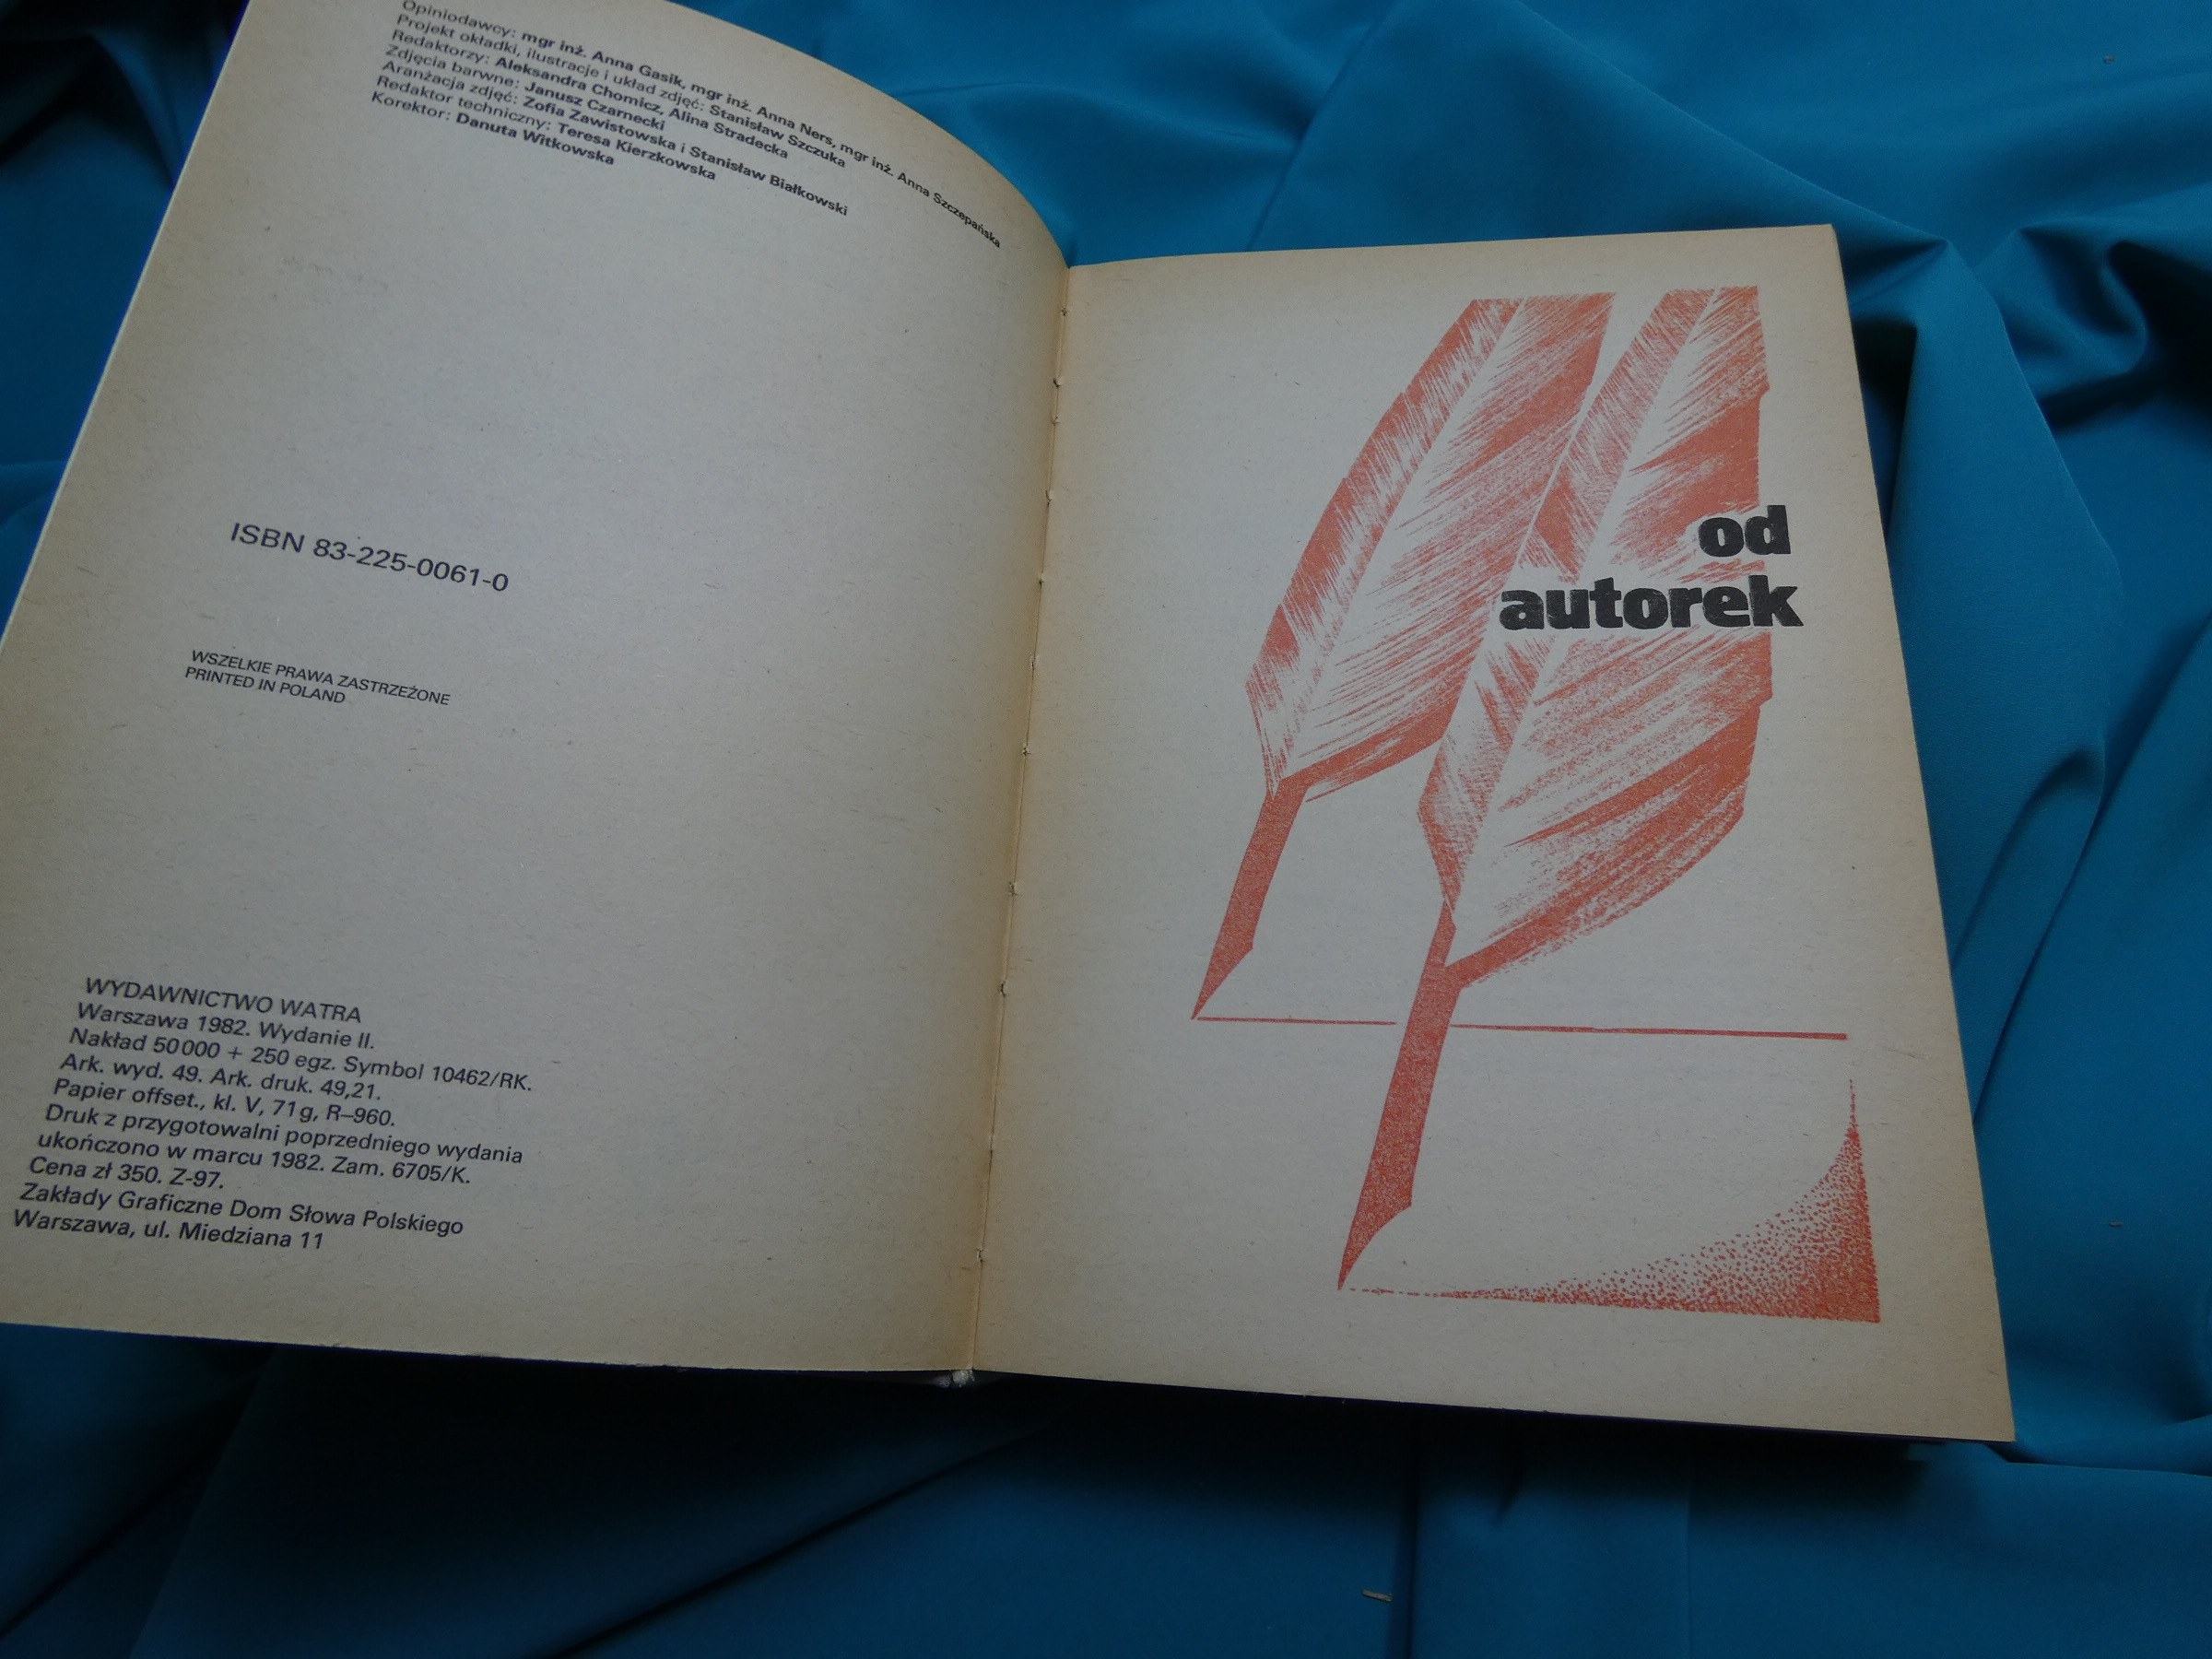 Opiniodawcy: mgr inż. Anna Gasik, mgr inż. Anna Ners, mgr inż. Anna Szczepańska
Projekt okładki, ilustracje i układ zdjęć: Stanisław Szczuka
Redaktorzy: Aleksandra Chomicz, Alina Stradecka
Zdjęcia barwne: Janusz Czarnecki
Aranżacja zdjęć: Zofia Zawistowska i Stanisław Białkowski
Redaktor techniczny: Teresa Kierzkowska
Korektor: Danuta Witkowska
ISBN 83-225-0061-0
WSZELKIE PRAWA ZASTRZEŻONE
PRINTED IN POLAND
WYDAWNICTWO WATRA
Warszawa 1982. Wydanie II.
Nakład 50 000 + 250 egz. Symbol 10462/RK.
Ark. wyd. 49. Ark. druk. 49,21.
Papier offset., kl. V, 71 g, R–960.
Druk z przygotowalni poprzedniego wydania
ukończono w marcu 1982. Zam. 6705/K.
Cena zł 350. Z-97.
Zakłady Graficzne Dom Słowa Polskiego
Warszawa, ul. Miedziana 11
od
autorek